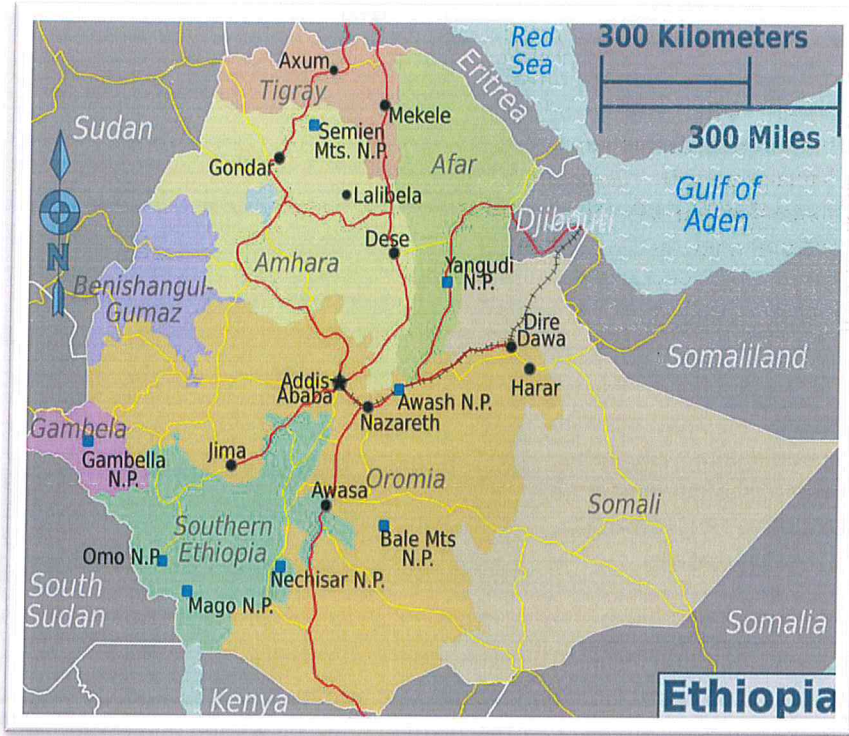 Red
Sea
300 Kilometers
300 Miles
Eritrea
Axum
Tigray
Mekele
Sudan
Semien
Mts. N.P.
Gondar
Afar
Lalibela
Gulf of
Aden
Djibouti
Dese
Amhara
Yangudi
N.P.
N
Benishangul-
Gumaz
Dire
Dawa
Somaliland
Addis
Ababa
Harar
Awash N.P.
Nazareth
Gambela
Gambella
N.P.
Jima
Oromia
Awasa
Somali
Southern
Ethiopia
Bale Mts
N.P.
Omo N.P.
Nechisar N.P.
South
Sudan
Mago N.P.
Somalia
Kenya
Ethiopia